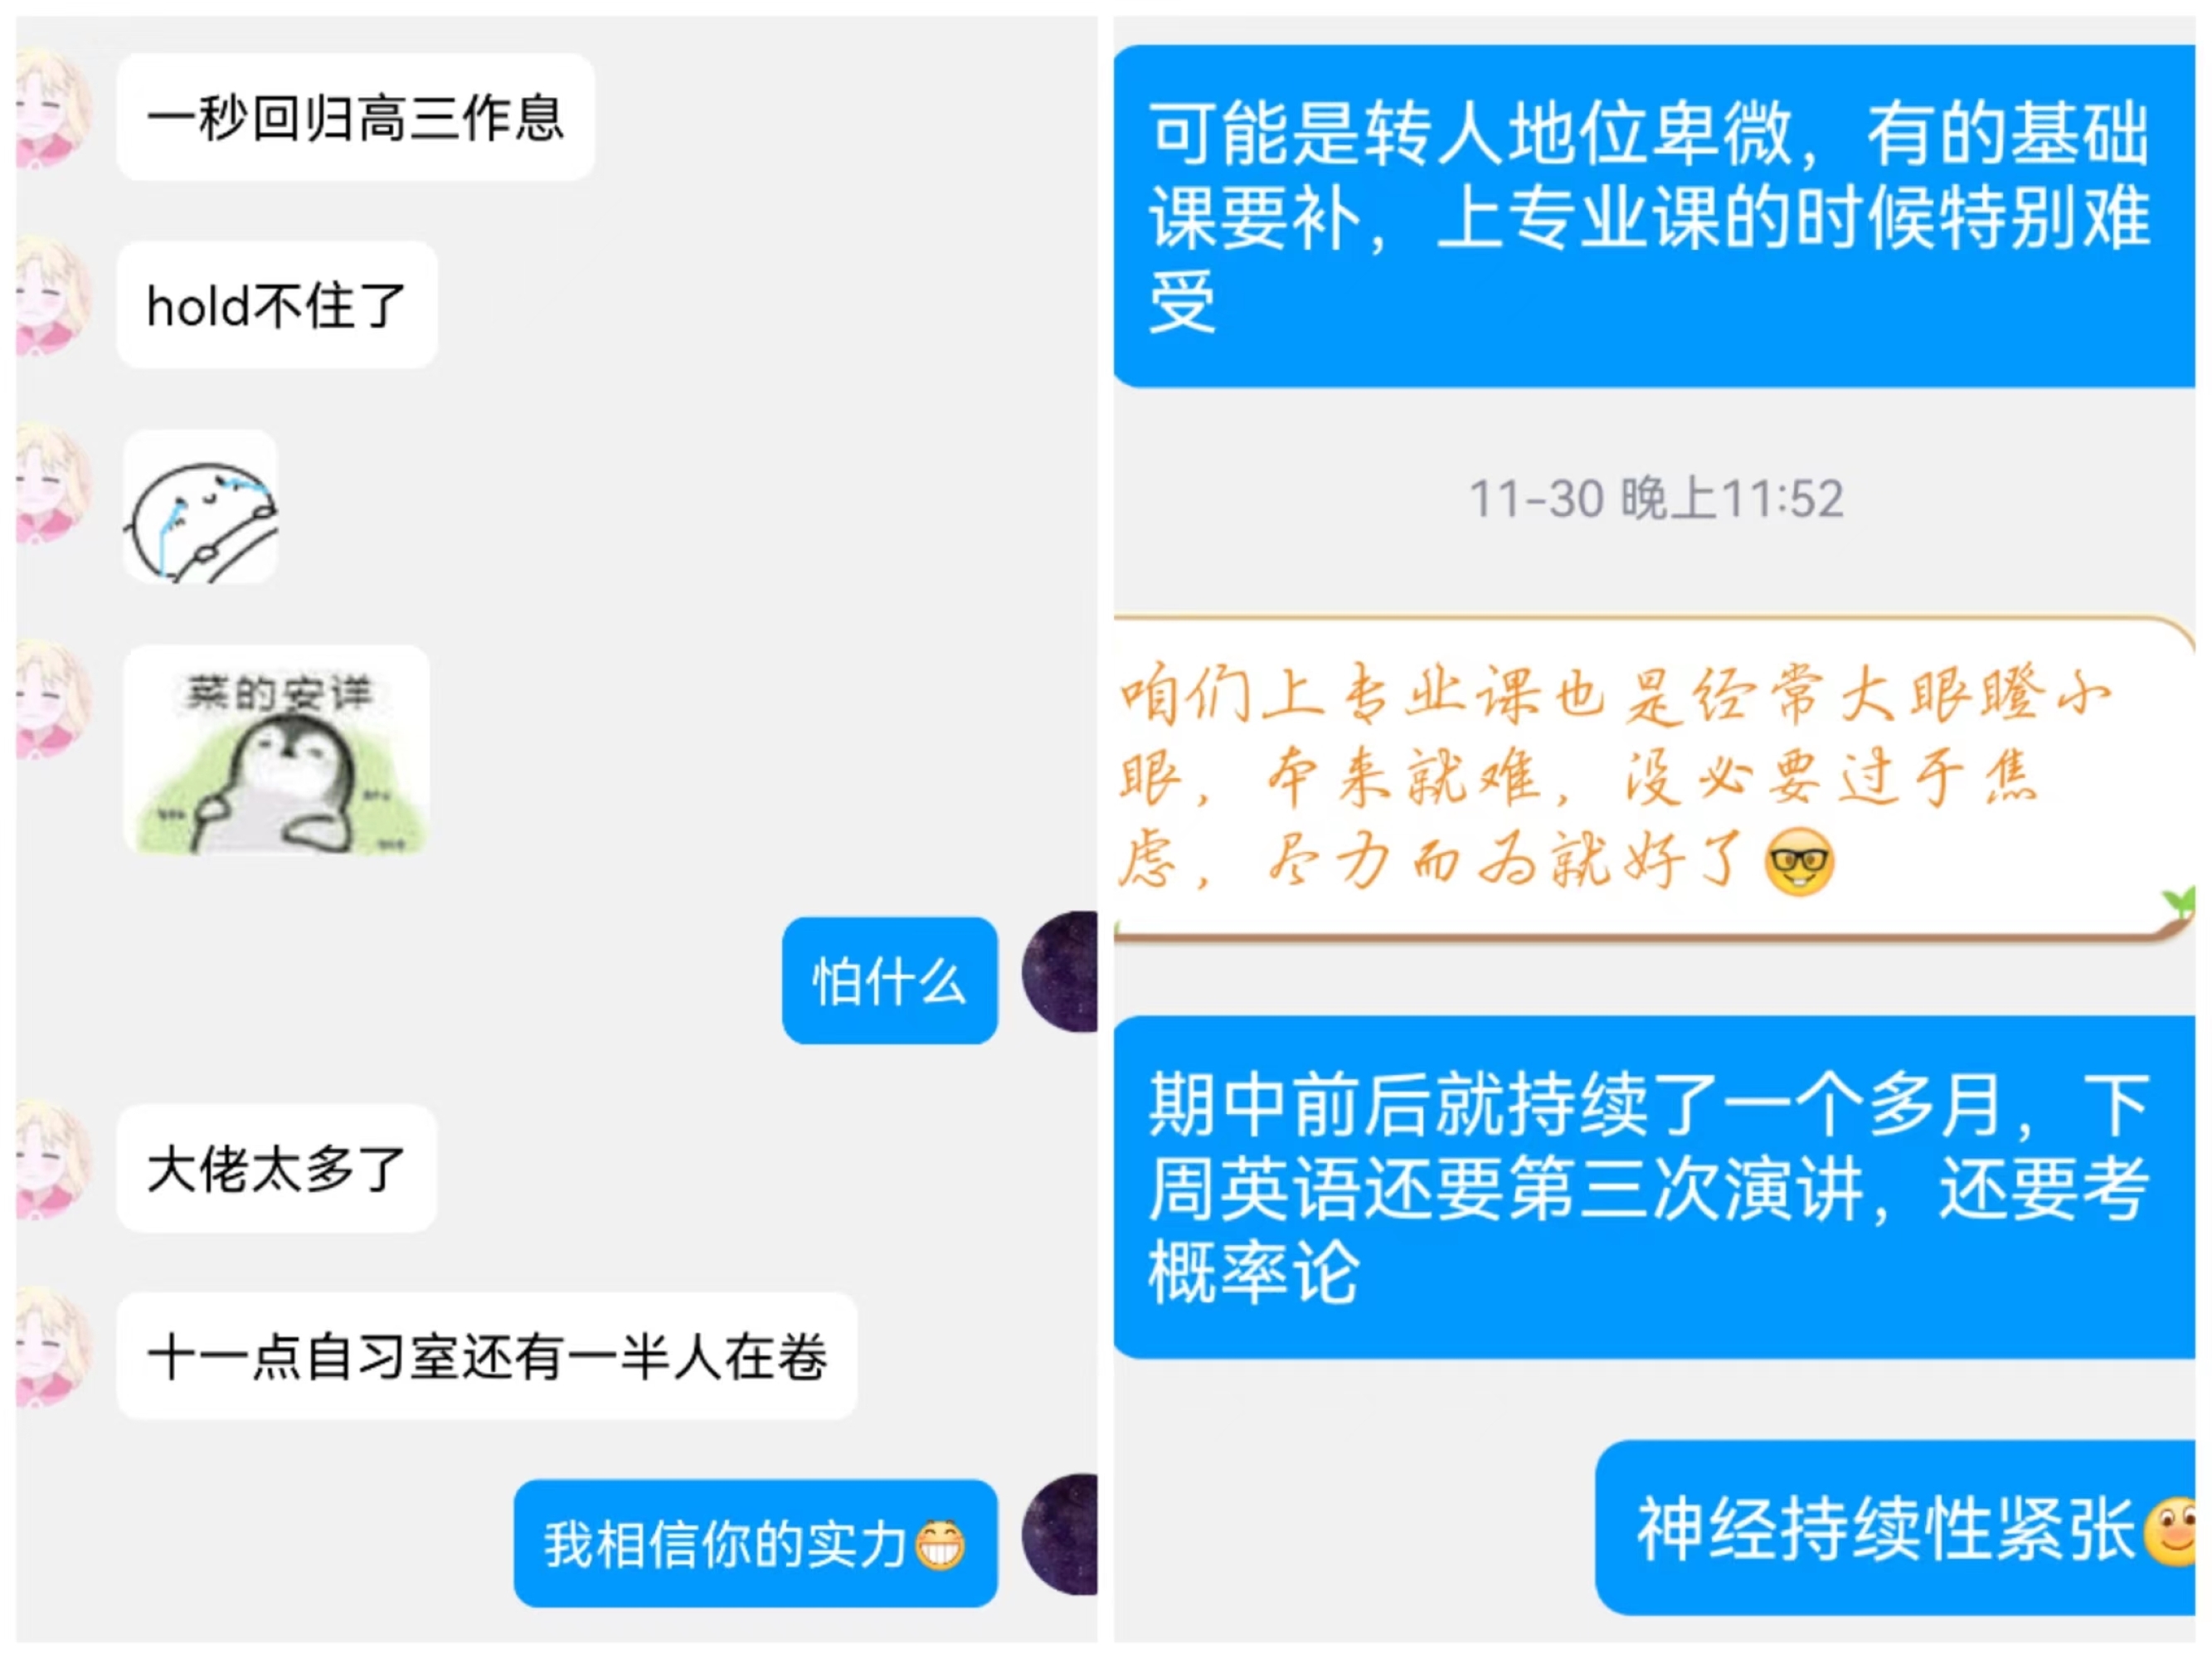 一秒回归高三作息
hold不住了
菜的安详
怕什么
大佬太多了
十一点自习室还有一半人在卷
我相信你的实力😁
可能是转人地位卑微，有的基础
课要补，上专业课的时候特别难
受
11-30 晚上11:52
咱们上专业课也是经常大眼瞪小
眼，本来就难，没必要过于焦
虑，尽力而为就好了🤓
期中前后就持续了一个多月，下
周英语还要第三次演讲，还要考
概率论
神经持续性紧张